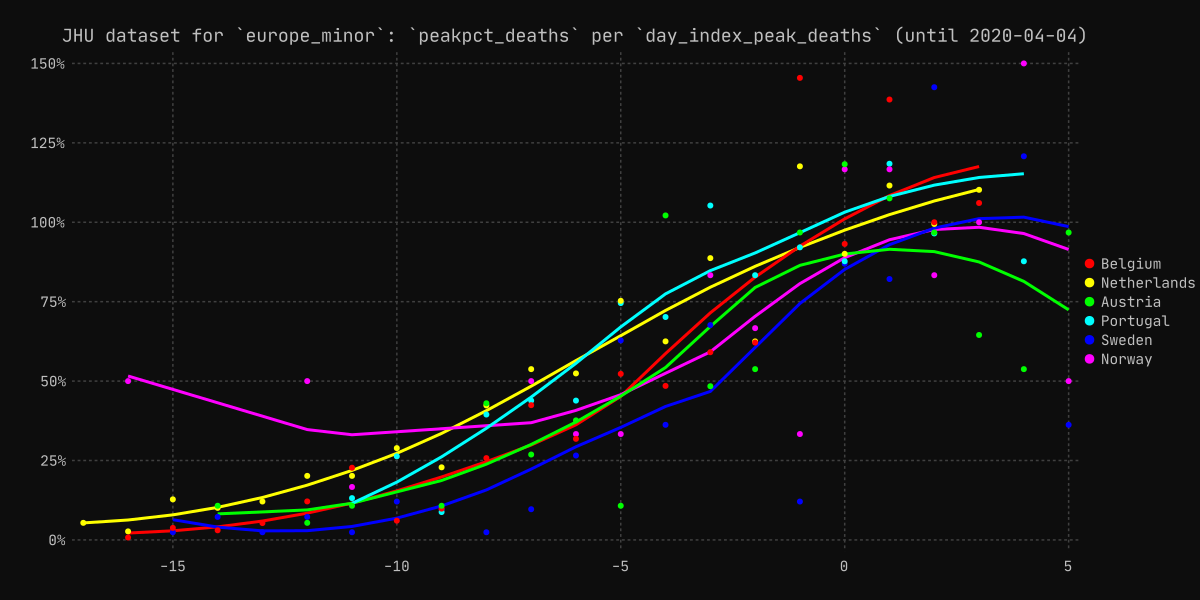 JHU dataset for `europe_minor`: `peakpct_deaths` per `day_index_peak_deaths` (until 2020-04-04)
150%
125%
100%
75%
50%
25%
0%
-15 -10 -5 0 5
Belgium
Netherlands
Austria
Portugal
Sweden
Norway